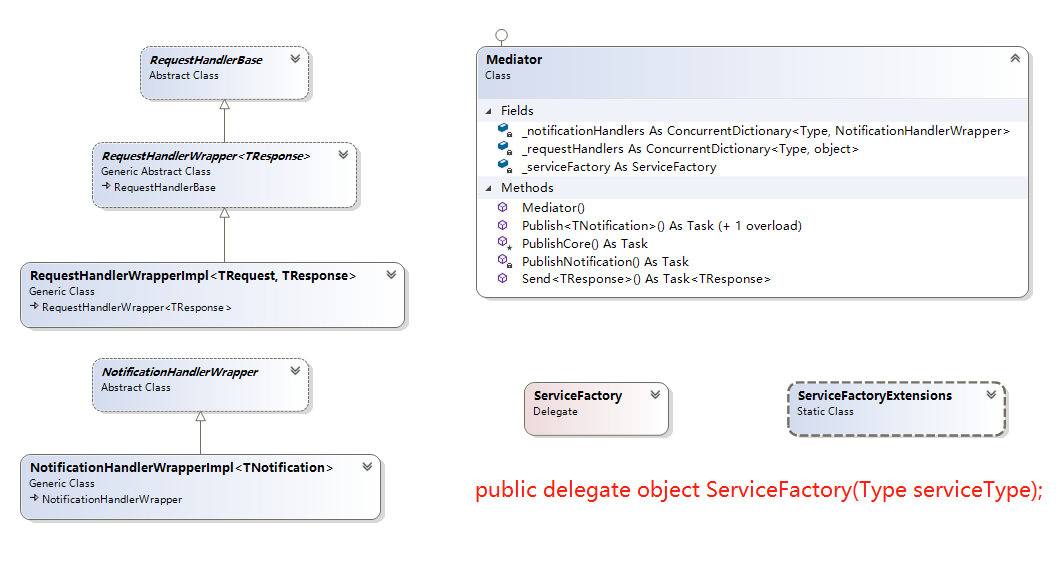 RequestHandlerBase
Abstract Class
RequestHandlerWrapper<TResponse>
Generic Abstract Class
RequestHandlerBase
RequestHandlerWrapperImpl<TRequest, TResponse>
Generic Class
RequestHandlerWrapper<TResponse>
NotificationHandlerWrapper
Abstract Class
NotificationHandlerWrapperImpl<TNotification>
Generic Class
NotificationHandlerWrapper
Mediator
Class
Fields
_notificationHandlers As ConcurrentDictionary<Type, NotificationHandlerWrapper>
_requestHandlers As ConcurrentDictionary<Type, object>
_serviceFactory As ServiceFactory
Methods
Mediator()
Publish<TNotification>() As Task (+ 1 overload)
PublishCore() As Task
PublishNotification() As Task
Send<TResponse>() As Task<TResponse>
ServiceFactory
Delegate
ServiceFactoryExtensions
Static Class
public delegate object ServiceFactory(Type serviceType);